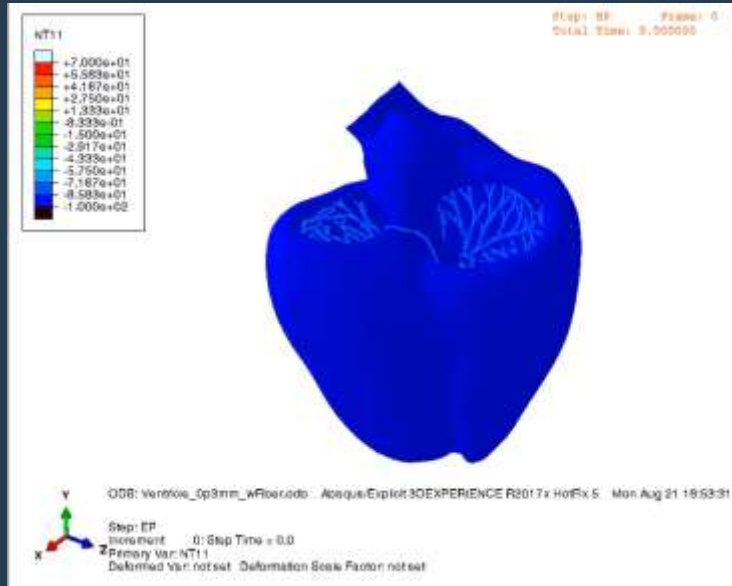 Step: EP Frame: 0
Total Time: 0.000000
NT11
+7.000e+01
+5.583e+01
+4.167e+01
+2.750e+01
+1.333e+01
-8.333e-01
-1.500e+01
-2.917e+01
-4.333e+01
-5.750e+01
-7.167e+01
-8.583e+01
-1.000e+02
Y
X
Z
ODB: Ventricle_0p3mm_wFiber.odb Abaqus/Explicit 3DEXPERIENCE R2017x HotFix 5 Mon Aug 21 18:53:31
Step: EP
Increment 0: Step Time = 0.0
Primary Var: NT11
Deformed Var: not set Deformation Scale Factor: not set